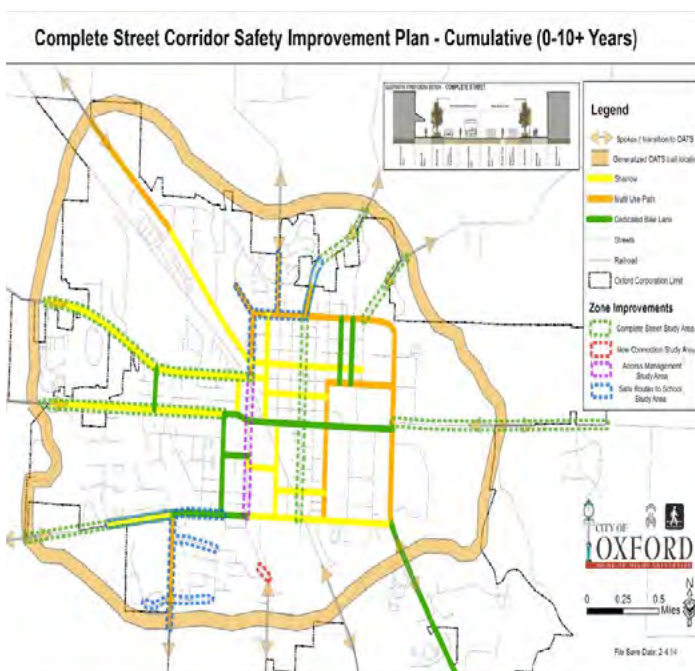 Complete Street Corridor Safety Improvement Plan - Cumulative (0-10+ Years)
COMPLETE STREET
Legend
Spokes / transition to OATS
Generalized OATS
Sharrow
Multi Use Path
Dedicated Bike Lane
Streets
Railroad
Oxford Corporation Limit
Zone Improvements
Complete Street Study Area
New Connection Study Area
Access Management
Study Area
Safe Routes to School
Study Area
CITY OF
OXFORD
N
0 0.25 0.5
Miles
File Save Date: 2-4-14